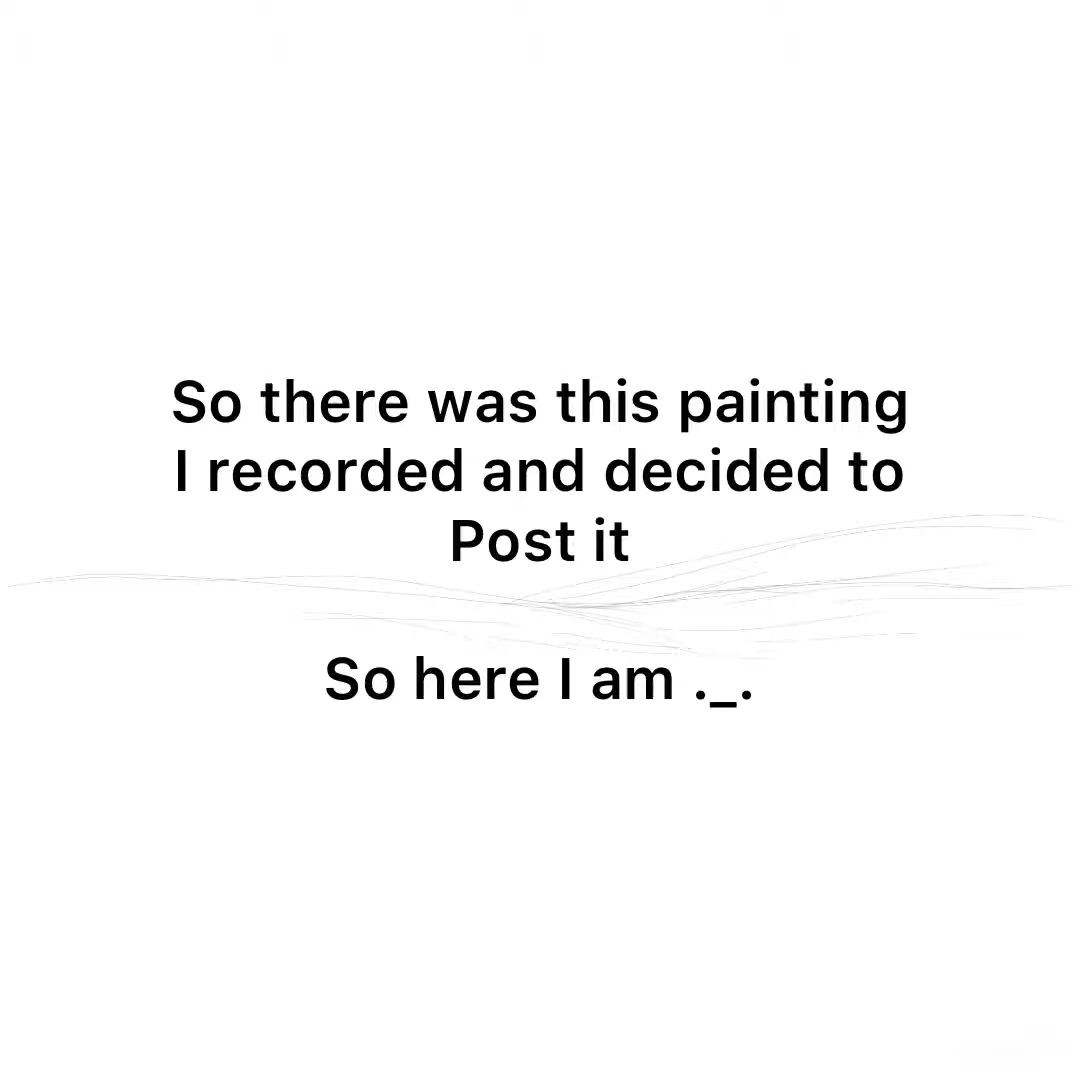 So there was this painting
I recorded and decided to
Post it
So here I am ._.